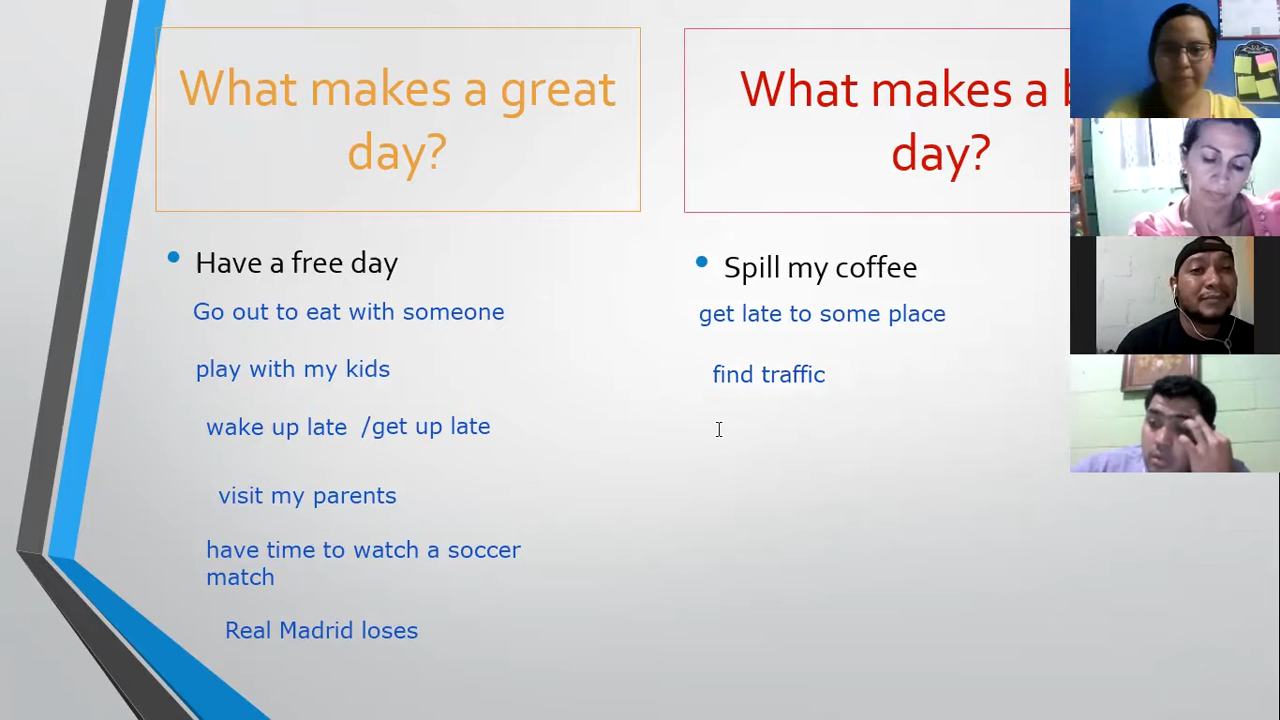 What makes a great
day?
Have a free day
Go out to eat with someone
play with my kids
wake up late /get up late
visit my parents
have time to watch a soccer
match
Real Madrid loses
What makes a
day?
Spill my coffee
get late to some place
find traffic